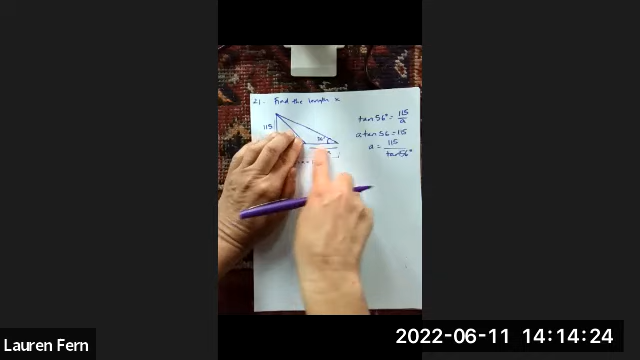 21. Find the length x
115
tan 56° = 115/a
a tan 56 = 115
a = 115/tan 56°
Lauren Fern
2022-06-11 14:14:24